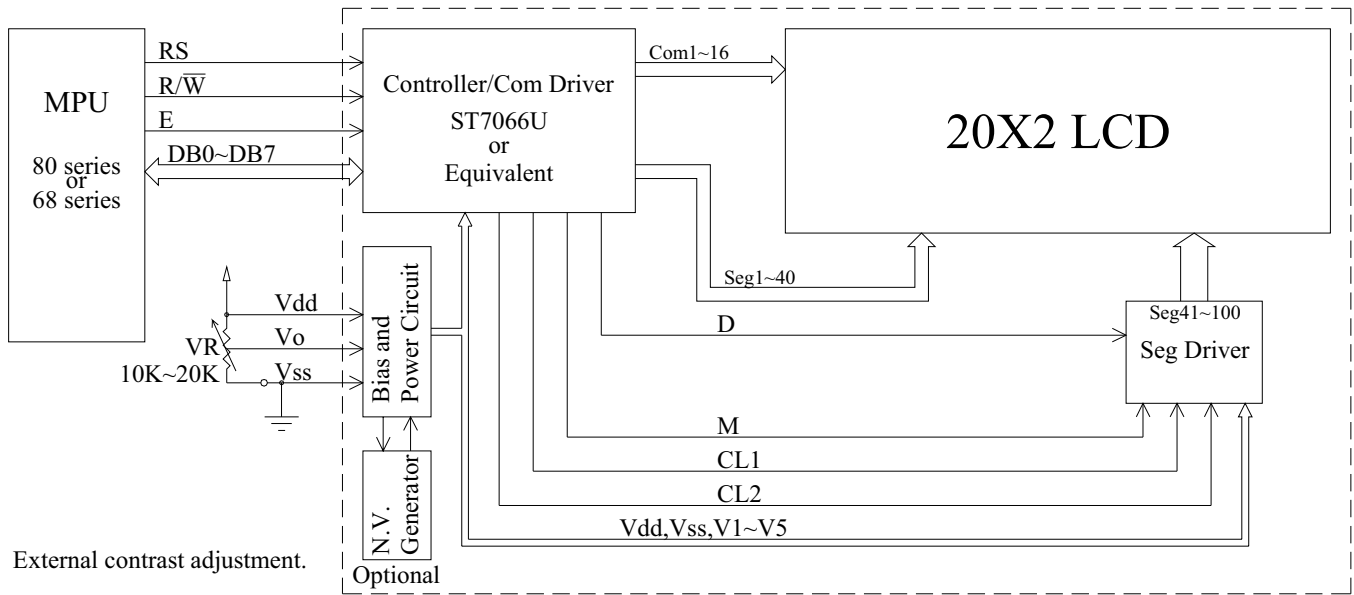 MPU
80 series
or
68 series
RS
R/W̅
E
DB0~DB7
Controller/Com Driver
ST7066U
or
Equivalent
Com1~16
20X2 LCD
Seg1~40
Seg41~100
Seg Driver
D
M
CL1
CL2
Vdd,Vss,V1~V5
Vdd
Vo
Vss
VR
10K~20K
Bias and
Power Circuit
N.V.
Generator
Optional
External contrast adjustment.